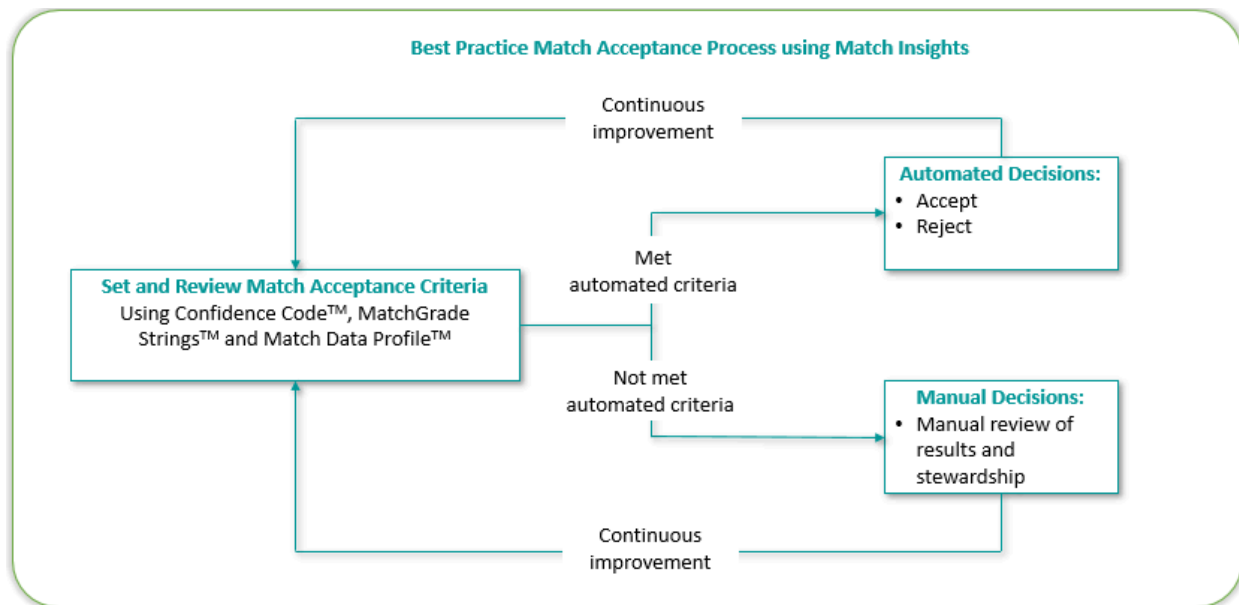 Best Practice Match Acceptance Process using Match Insights
Continuous
improvement
Automated Decisions:
• Accept
• Reject
Met
automated criteria
Set and Review Match Acceptance Criteria
Using Confidence Code™, MatchGrade
Strings™ and Match Data Profile™
Not met
automated criteria
Manual Decisions:
• Manual review of
results and
stewardship
Continuous
improvement